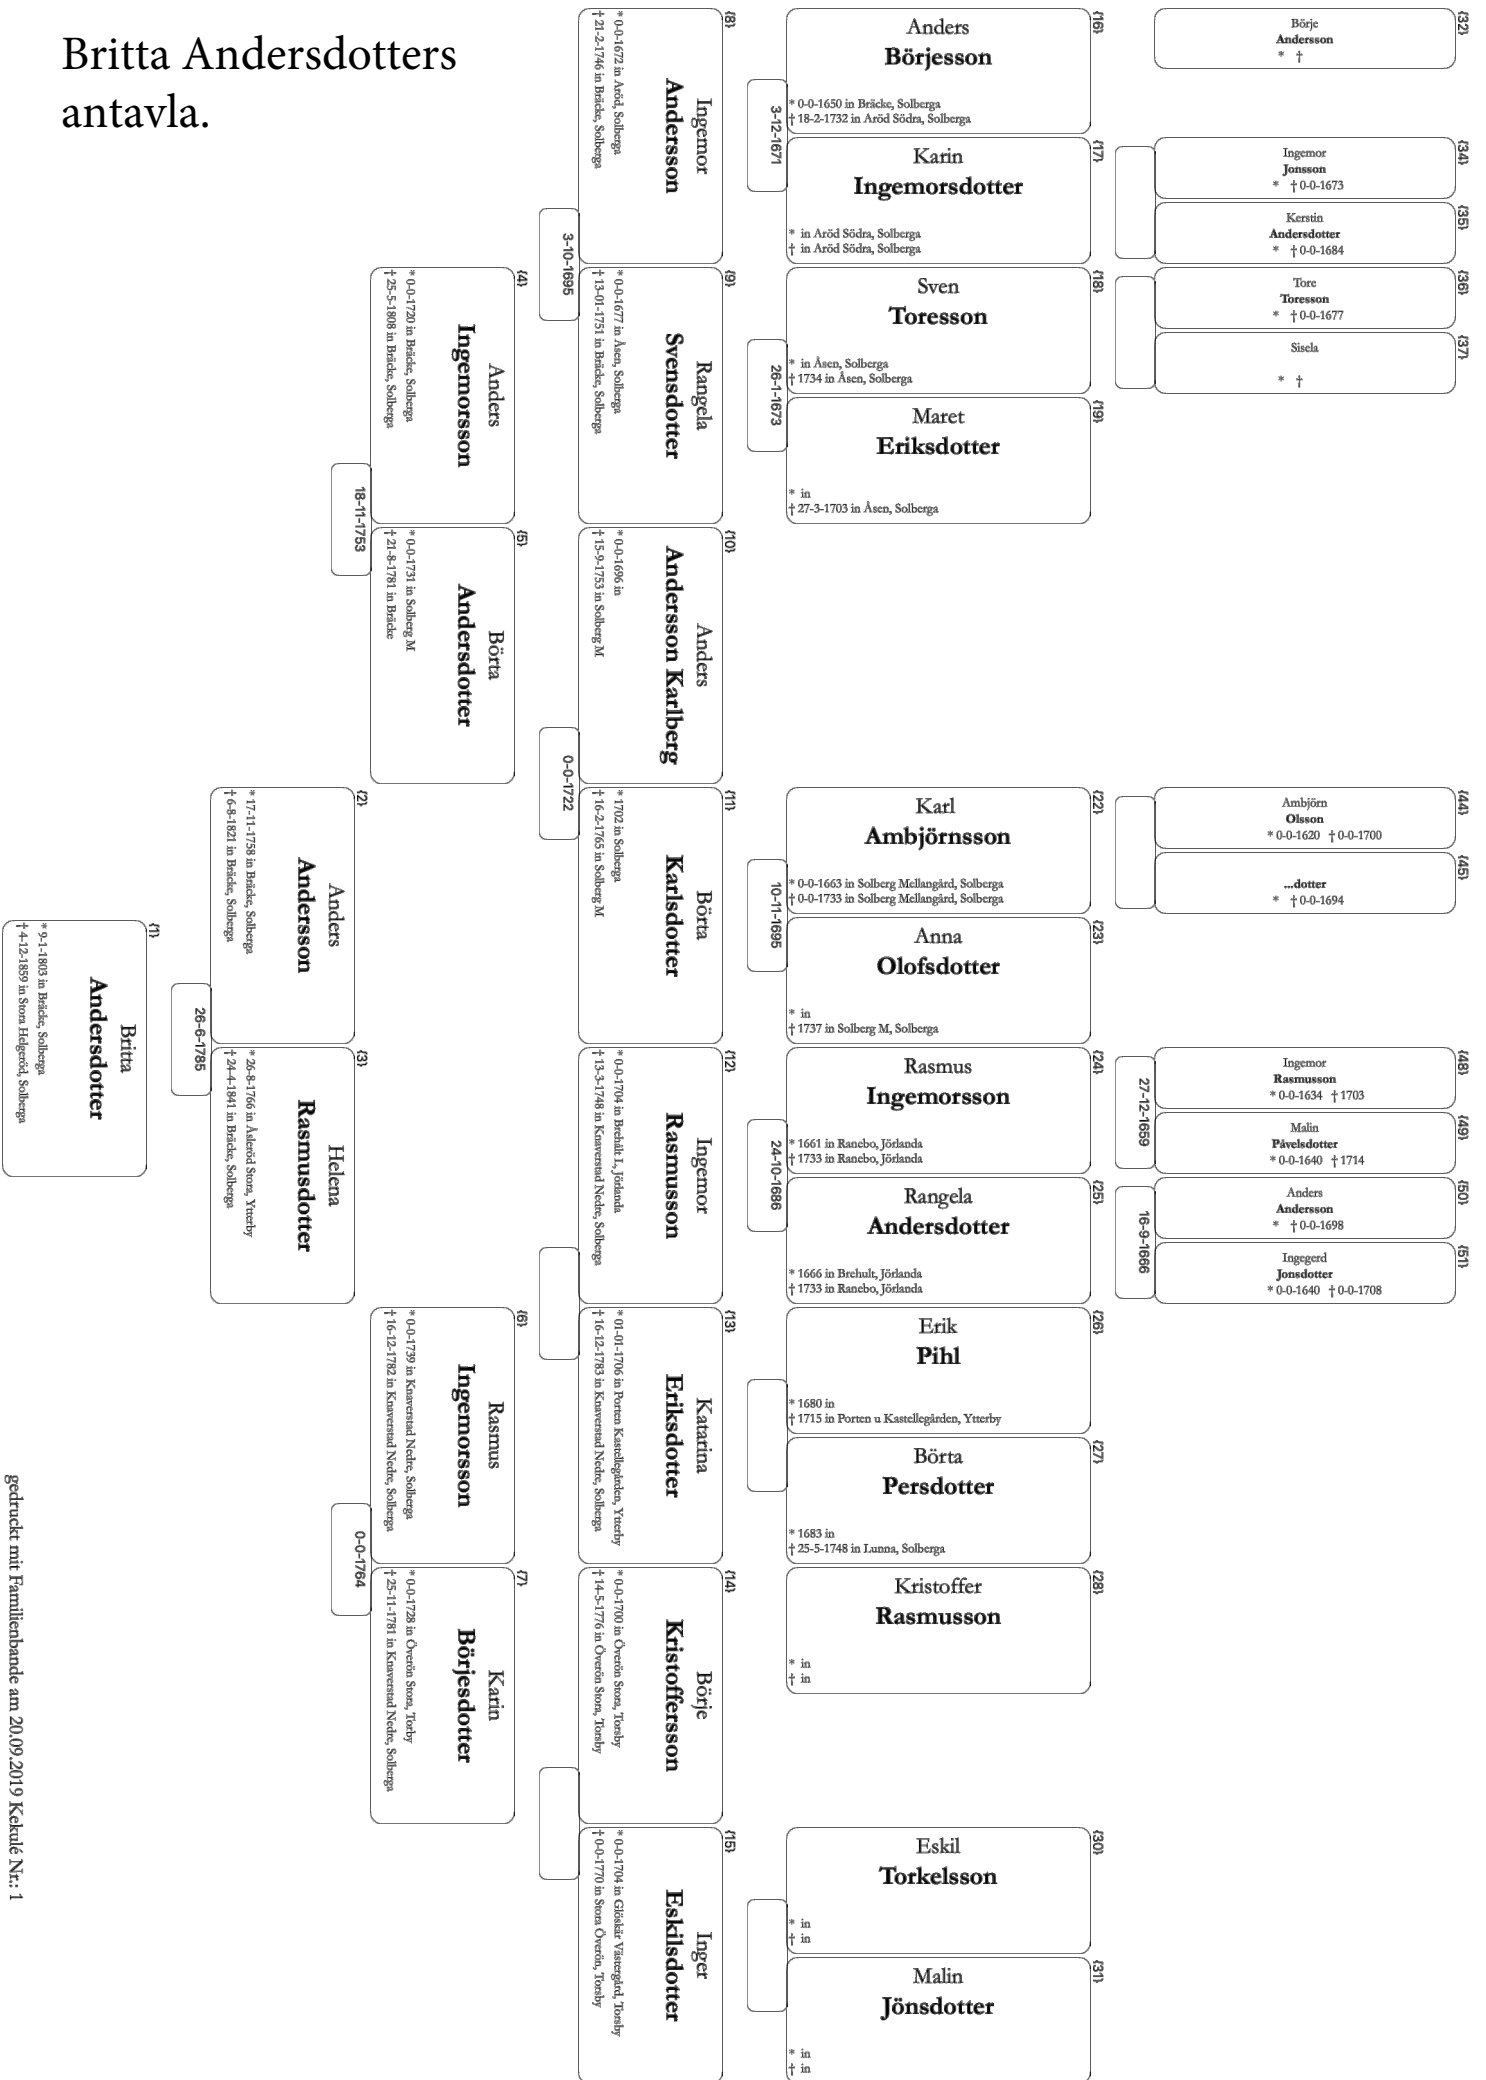 Britta Andersdotters
antavla.
{1}
Britta
Andersdotter
* 9-1-1803 in Bräcke, Solberga
† 4-12-1859 in Stora Helgeröd, Solberga
26-6-1785
{2}
Anders
Andersson
* 17-11-1758 in Bräcke, Solberga
† 6-8-1821 in Bräcke, Solberga
{3}
Helena
Rasmusdotter
* 26-8-1766 in Åsleröd Stora, Ytterby
† 24-4-1841 in Bräcke, Solberga
18-11-1753
{4}
Anders
Ingemorsson
* 0-0-1720 in Bräcke, Solberga
† 25-5-1808 in Bräcke, Solberga
{5}
Börta
Andersdotter
* 0-0-1731 in Solberg M
† 21-8-1781 in Bräcke
0-0-1764
{6}
Rasmus
Ingemorsson
* 0-0-1739 in Knaverstad Nedre, Solberga
† 16-12-1782 in Knaverstad Nedre, Solberga
{7}
Karin
Börjesdotter
* 0-0-1728 in Överön Stora, Torby
† 25-11-1781 in Knaverstad Nedre, Solberga
3-10-1695
{8}
Ingemor
Andersson
* 0-0-1672 in Aröd, Solberga
† 21-2-1746 in Bräcke, Solberga
{9}
Rangela
Svensdotter
* 0-0-1677 in Åsen, Solberga
† 13-01-1751 in Bräcke, Solberga
0-0-1722
{10}
Anders
Andersson Karlberg
* 0-0-1696 in
† 15-9-1753 in Solberg M
{11}
Börta
Karlsdotter
* 1702 in Solberga
† 16-2-1765 in Solberg M
{12}
Ingemor
Rasmusson
* 0-0-1704 in Brehält L, Jörlanda
† 13-3-1748 in Knaverstad Nedre, Solberga
{13}
Katarina
Eriksdotter
* 01-01-1706 in Porten Kastellegården, Ytterby
† 16-12-1783 in Knaverstad Nedre, Solberga
{14}
Börje
Kristoffersson
* 0-0-1700 in Överön Stora, Torsby
† 14-5-1776 in Överön Stora, Torsby
{15}
Inger
Eskilsdotter
* 0-0-1704 in Glöskär Västergård, Torsby
† 0-0-1770 in Stora Överön, Torsby
3-12-1671
{16}
Anders
Börjesson
* 0-0-1650 in Bräcke, Solberga
† 18-2-1732 in Aröd Södra, Solberga
{17}
Karin
Ingemorsdotter
* in Aröd Södra, Solberga
† in Aröd Södra, Solberga
26-1-1673
{18}
Sven
Toresson
* in Åsen, Solberga
† 1734 in Åsen, Solberga
{19}
Maret
Eriksdotter
* in
† 27-3-1703 in Åsen, Solberga
10-11-1695
{22}
Karl
Ambjörnsson
* 0-0-1663 in Solberg Mellangård, Solberga
† 0-0-1733 in Solberg Mellangård, Solberga
{23}
Anna
Olofsdotter
* in
† 1737 in Solberg M, Solberga
24-10-1686
{24}
Rasmus
Ingemorsson
* 1661 in Ranebo, Jörlanda
† 1733 in Ranebo, Jörlanda
{25}
Rangela
Andersdotter
* 1666 in Brehult, Jörlanda
† 1733 in Ranebo, Jörlanda
{26}
Erik
Pihl
* 1680 in
† 1715 in Porten u Kastellegården, Ytterby
{27}
Börta
Persdotter
* 1683 in
† 25-5-1748 in Lunna, Solberga
{28}
Kristoffer
Rasmusson
* in
† in
{30}
Eskil
Torkelsson
* in
† in
{31}
Malin
Jönsdotter
* in
† in
{32}
Börje
Andersson
* †
{34}
Ingemor
Jonsson
* † 0-0-1673
{35}
Kerstin
Andersdotter
* † 0-0-1684
{36}
Tore
Toresson
* † 0-0-1677
{37}
Sisela
* †
{44}
Ambjörn
Olsson
* 0-0-1620 † 0-0-1700
{45}
...dotter
* † 0-0-1694
27-12-1659
{48}
Ingemor
Rasmusson
* 0-0-1634 † 1703
{49}
Malin
Påvelsdotter
* 0-0-1640 † 1714
16-9-1666
{50}
Anders
Andersson
* † 0-0-1698
{51}
Ingegerd
Jonsdotter
* 0-0-1640 † 0-0-1708
gedruckt mit Familienbande am 20.09.2019 Kekulé Nr.: 1